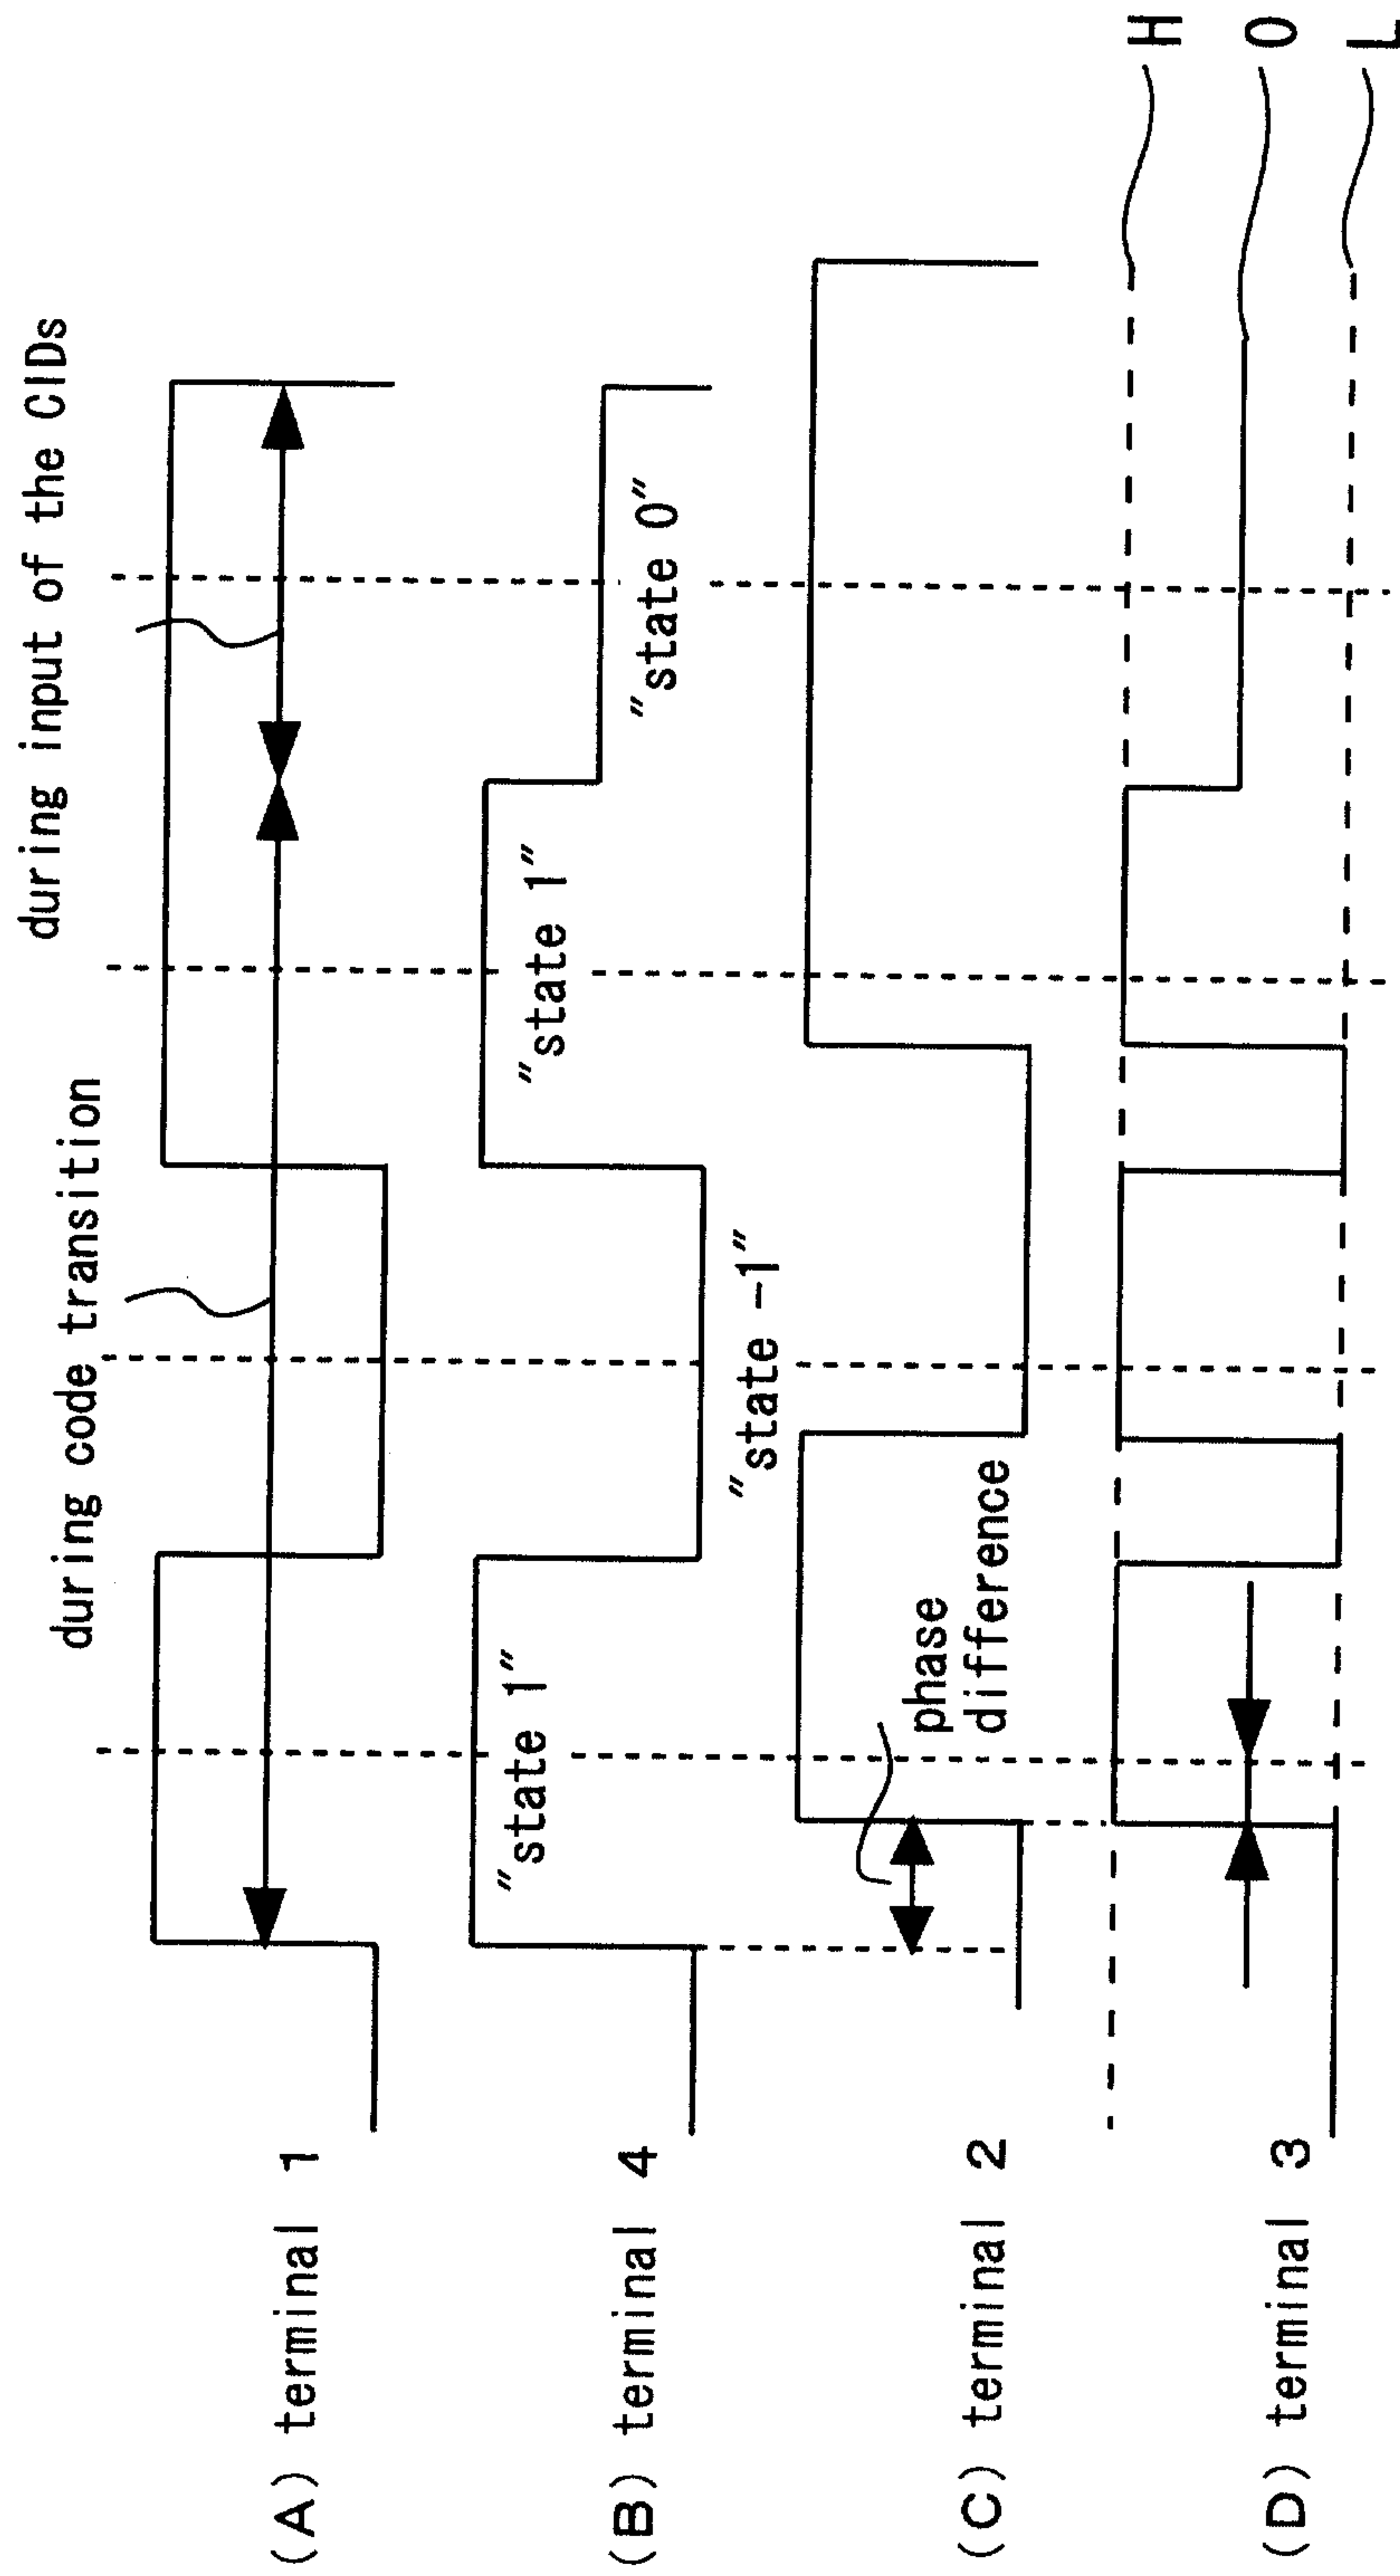 during code transition
during input of the CIDs
(A) terminal 1
(B) terminal 4
"state 1"
"state -1"
"state 1"
"state 0"
(C) terminal 2
phase
difference
(D) terminal 3
H
0
L